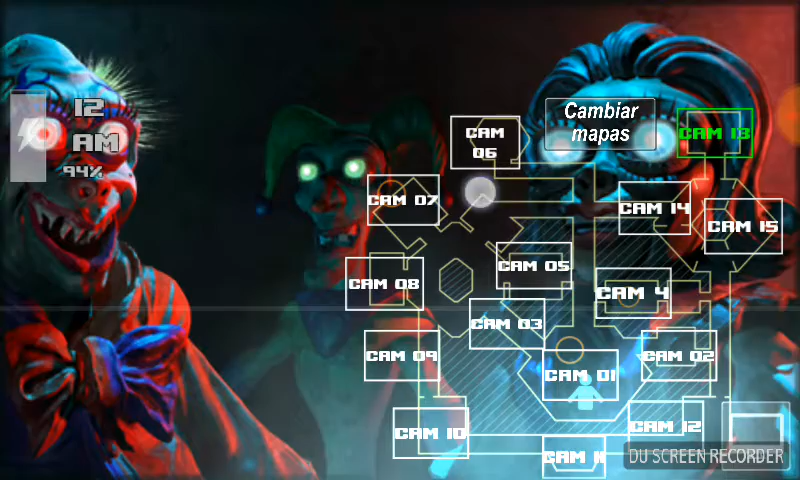 12
AM
94%
Cambiar
mapas
CAM 13
CAM
06
CAM 07
CAM 14
CAM 15
CAM 05
CAM 08
CAM 4
CAM 03
CAM 09
CAM 02
CAM 01
CAM 10
CAM 12
CAM 11
DU SCREEN RECORDER